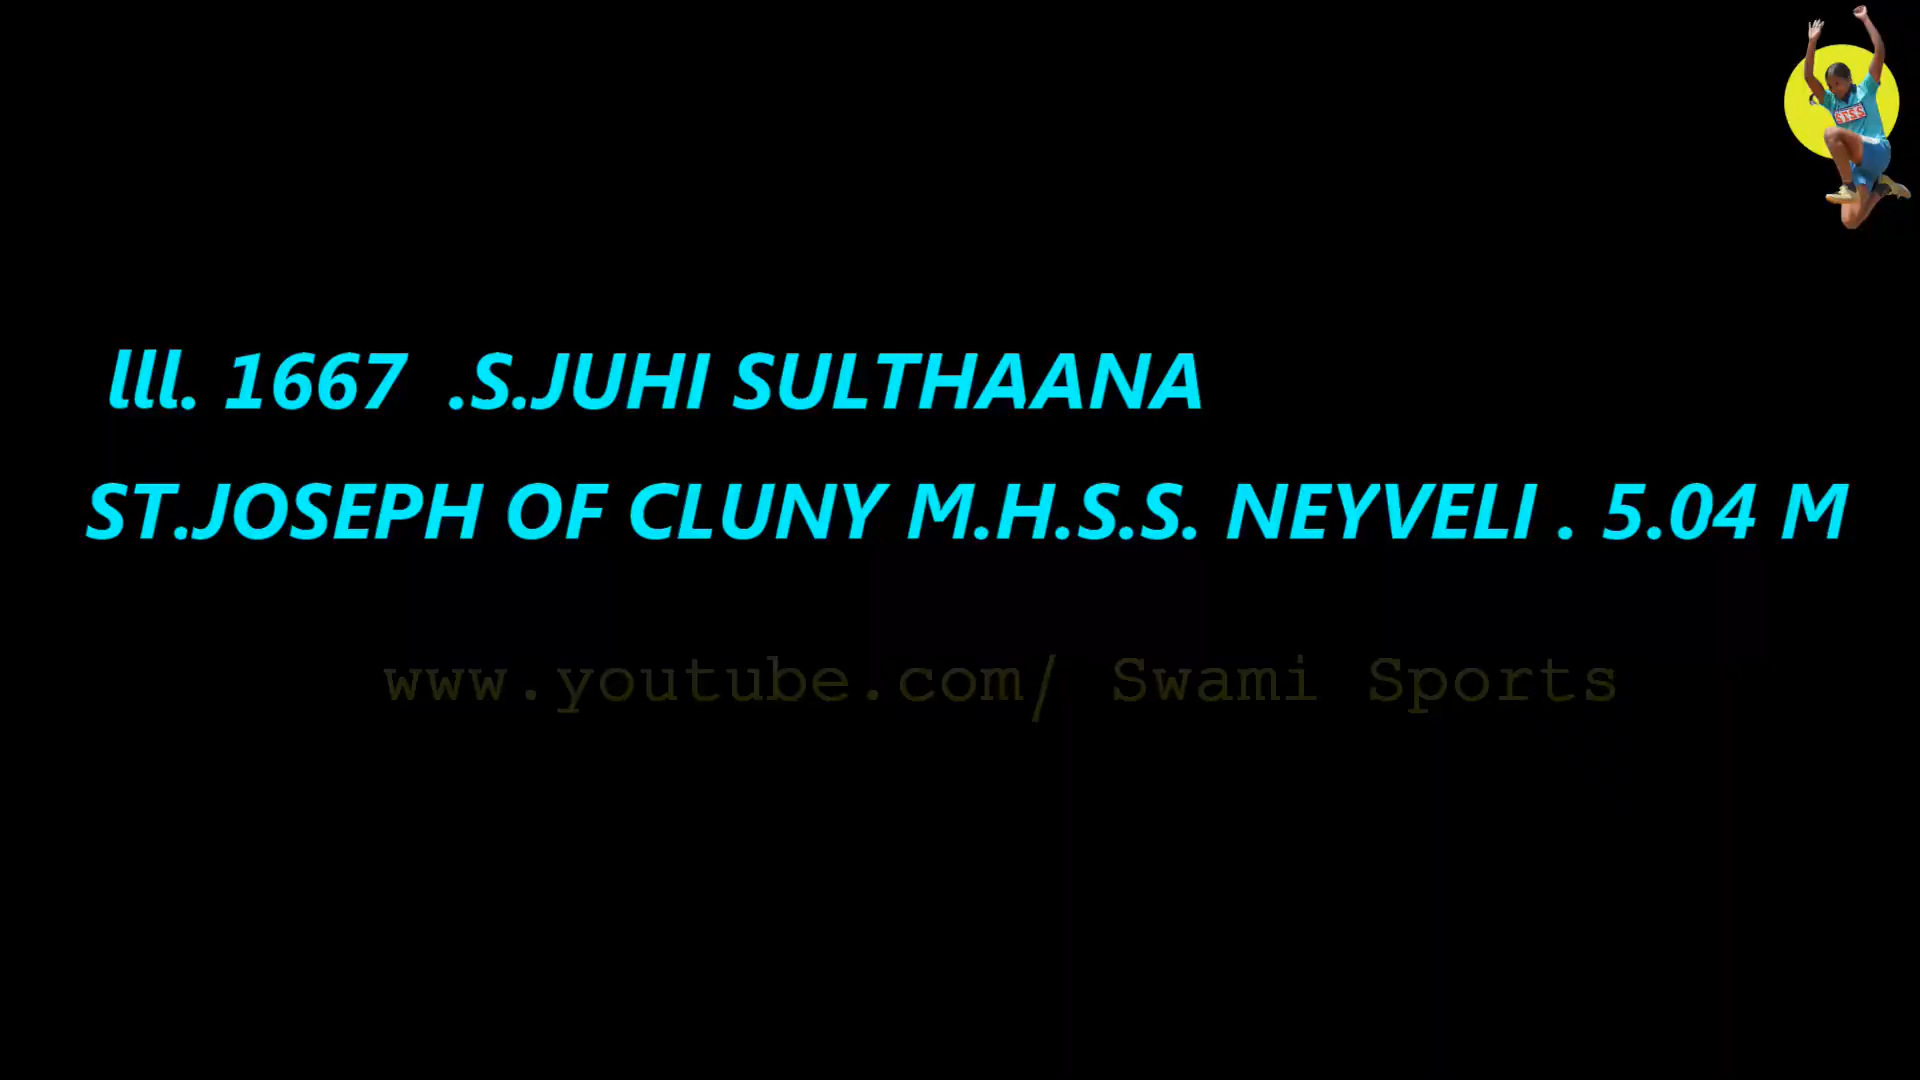 lll. 1667 .S.JUHI SULTHAANA
ST.JOSEPH OF CLUNY M.H.S.S. NEYVELI . 5.04 M
www.youtube.com/ Swami Sports